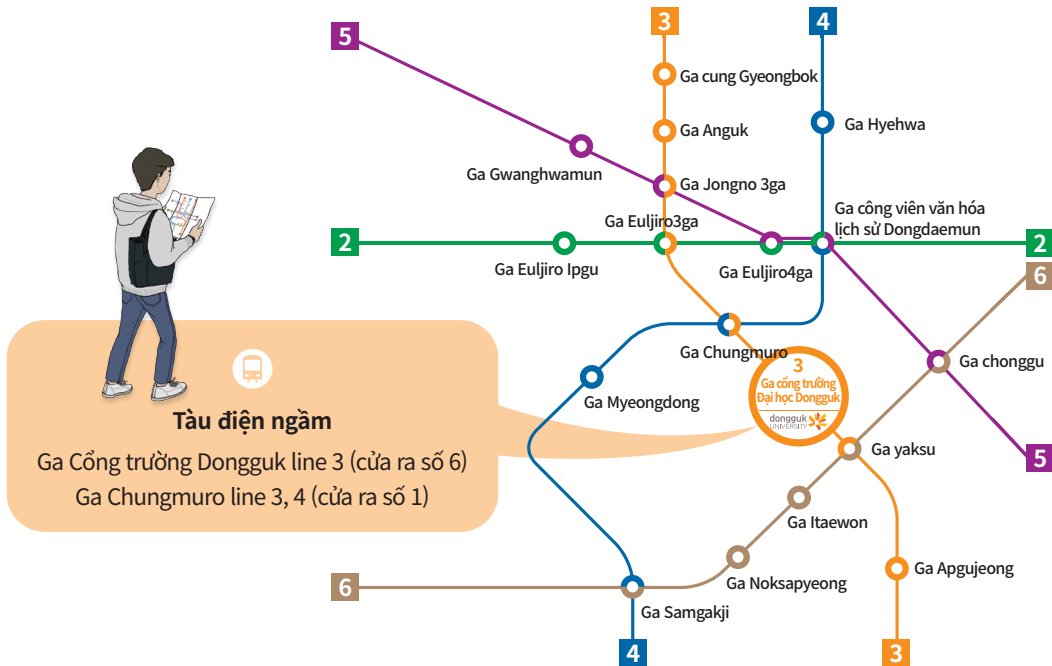 5
3
4
Ga cung Gyeongbok
Ga Anguk
Ga Hyehwa
Ga Gwanghwamun
Ga Jongno 3ga
Ga công viên văn hóa
lịch sử Dongdaemun
Ga Euljiro3ga
2
2
Ga Euljiro Ipgu
Ga Euljiro4ga
6
Ga Chungmuro
Ga chonggu
3
Ga cổng trường
Đại học Dongguk
dongguk
UNIVERSITY
Ga Myeongdong
Tàu điện ngầm
Ga Cổng trường Dongguk line 3 (cửa ra số 6)
Ga Chungmuro line 3, 4 (cửa ra số 1)
Ga yaksu
5
Ga Itaewon
Ga Noksapyeong
Ga Apgujeong
6
Ga Samgakji
4
3